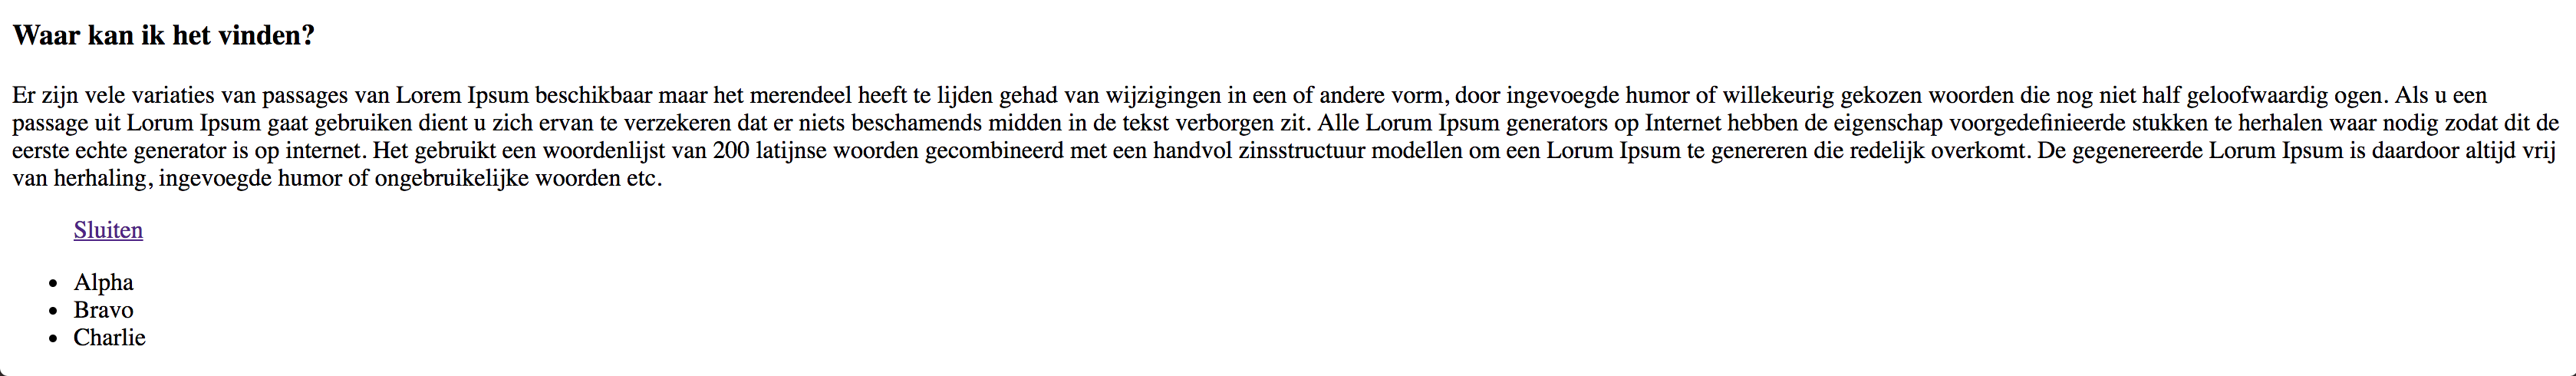 Waar kan ik het vinden?
Er zijn vele variaties van passages van Lorem Ipsum beschikbaar maar het merendeel heeft te lijden gehad van wijzigingen in een of andere vorm, door ingevoegde humor of willekeurig gekozen woorden die nog niet half geloofwaardig ogen. Als u een
passage uit Lorum Ipsum gaat gebruiken dient u zich ervan te verzekeren dat er niets beschamends midden in de tekst verborgen zit. Alle Lorum Ipsum generators op Internet hebben de eigenschap voorgedefinieerde stukken te herhalen waar nodig zodat dit de
eerste echte generator is op internet. Het gebruikt een woordenlijst van 200 latijnse woorden gecombineerd met een handvol zinsstructuur modellen om een Lorum Ipsum te genereren die redelijk overkomt. De gegenereerde Lorum Ipsum is daardoor altijd vrij
van herhaling, ingevoegde humor of ongebruikelijke woorden etc.
Sluiten
• Alpha
• Bravo
• Charlie